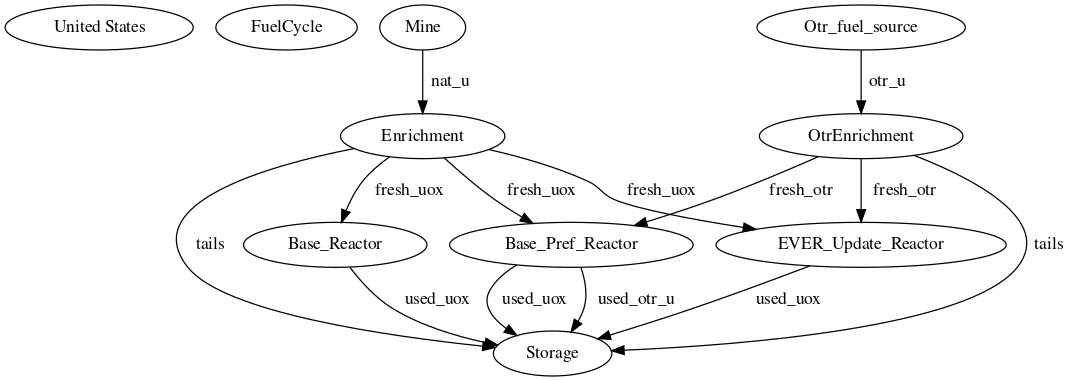 United States
FuelCycle
Mine
Otr_fuel_source
nat_u
otr_u
Enrichment
OtrEnrichment
fresh_uox
fresh_uox
fresh_uox
fresh_otr
fresh_otr
tails
Base_Reactor
Base_Pref_Reactor
EVER_Update_Reactor
tails
used_uox
used_uox
used_otr_u
used_uox
Storage